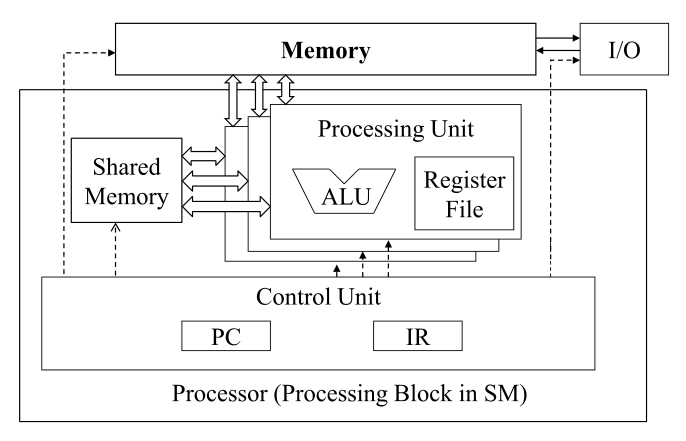 Memory
I/O
Processing Unit
Shared
Memory
ALU
Register
File
Control Unit
PC
IR
Processor (Processing Block in SM)